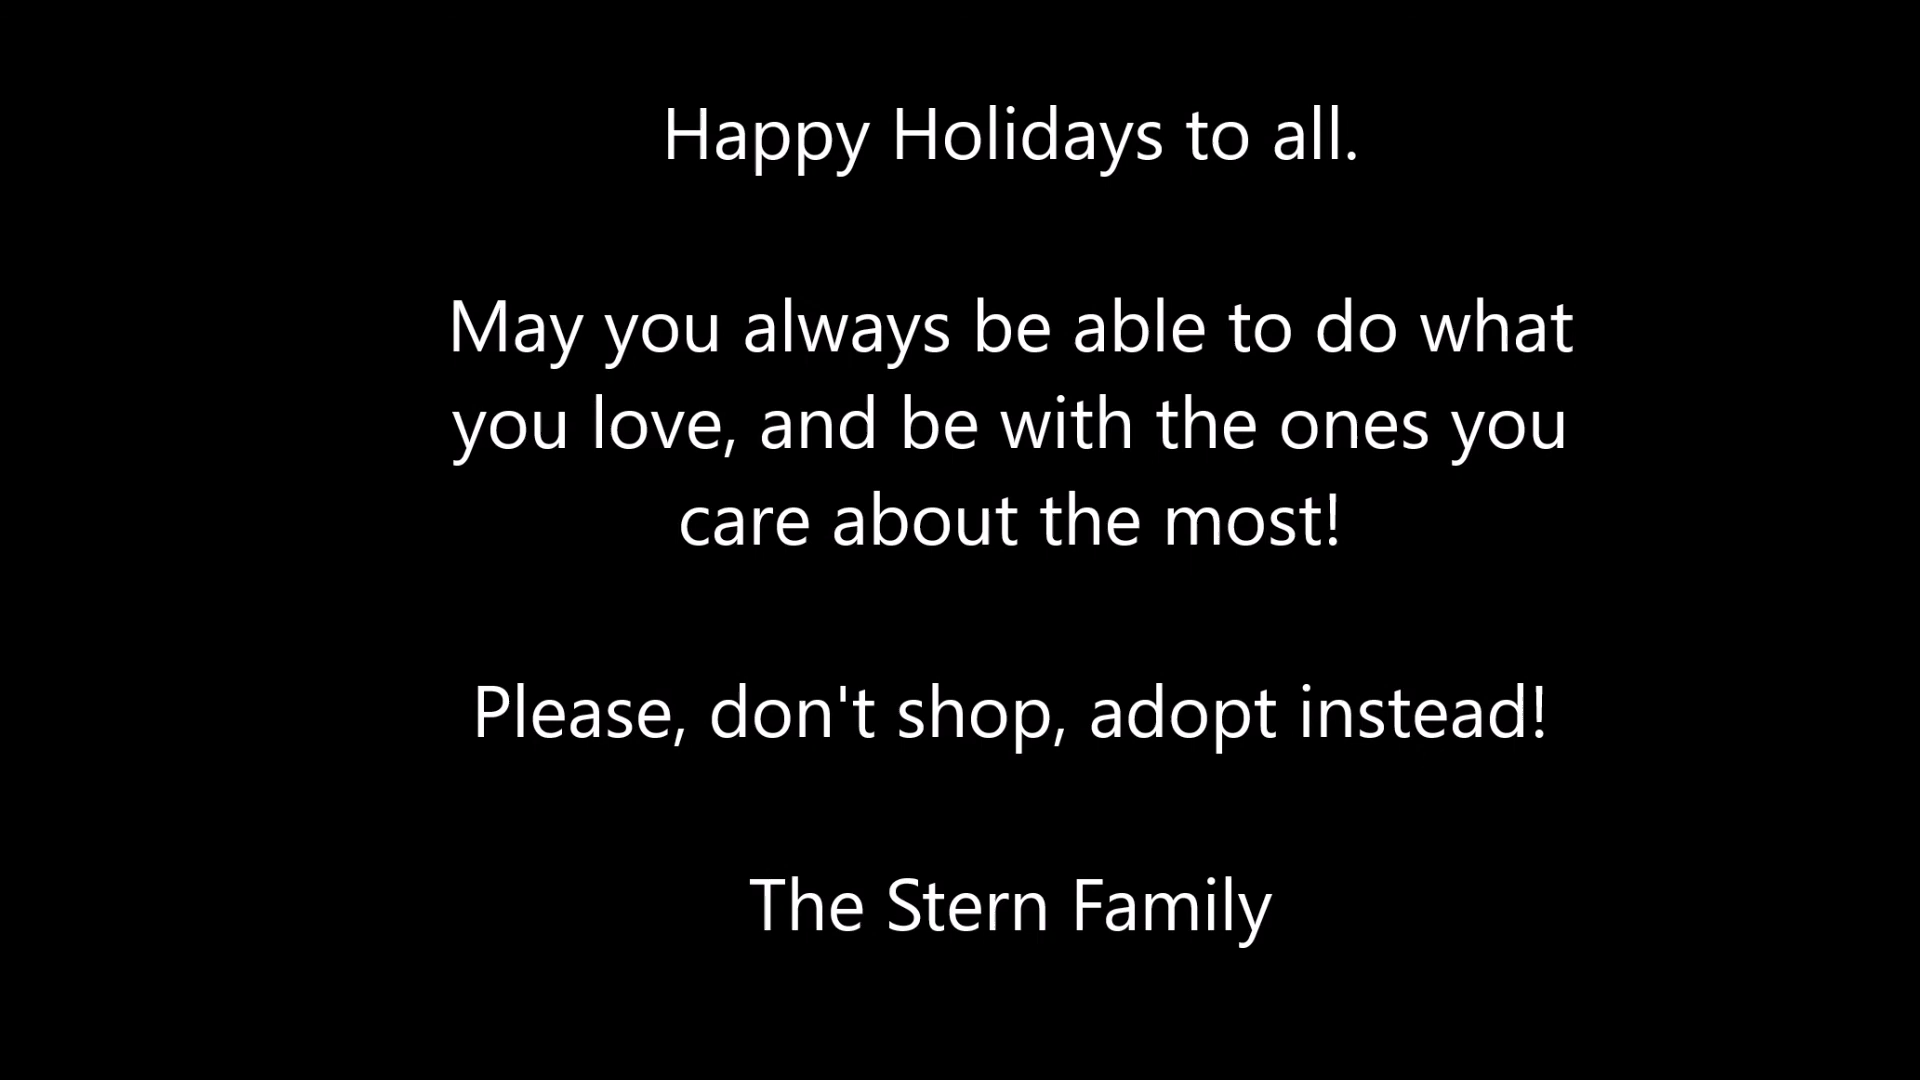 Happy Holidays to all.
May you always be able to do what
you love, and be with the ones you
care about the most!
Please, don't shop, adopt instead!
The Stern Family